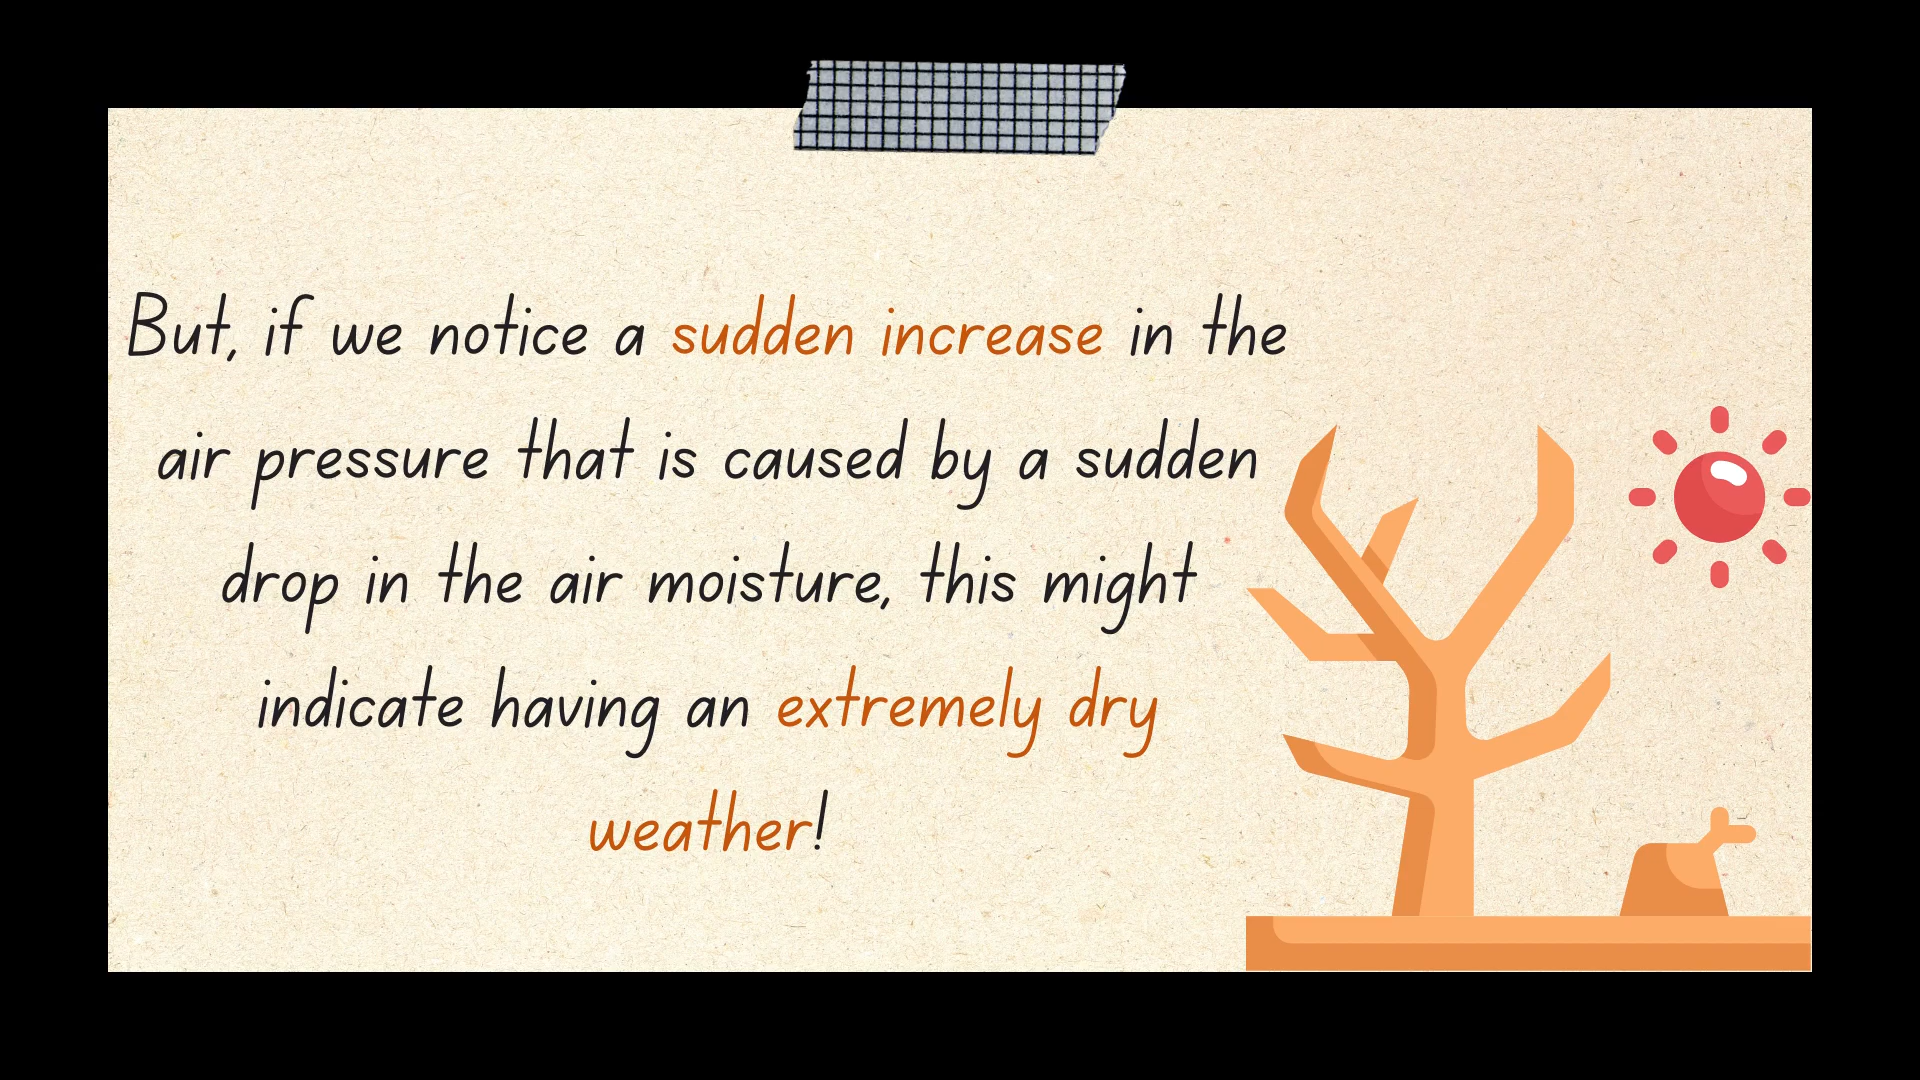 But, if we notice a sudden increase in the
air pressure that is caused by a sudden
drop in the air moisture, this might
indicate having an extremely dry
weather!